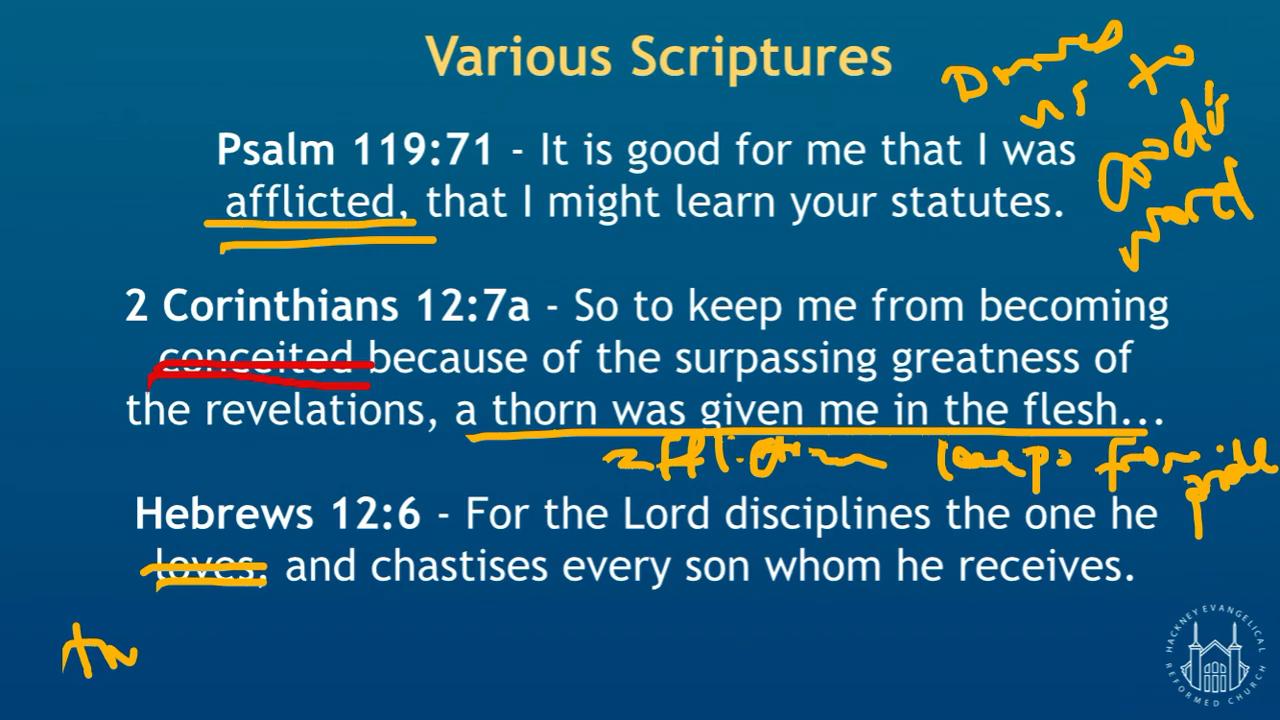 Various Scriptures
us to
God's
word
Psalm 119:71 - It is good for me that I was
afflicted, that I might learn your statutes.
2 Corinthians 12:7a - So to keep me from becoming
conceited because of the surpassing greatness of
the revelations, a thorn was given me in the flesh...
affliction keeps from
pride
Hebrews 12:6 - For the Lord disciplines the one he
loves, and chastises every son whom he receives.
HACKNEY EVANGELICAL
REFORMED CHURCH